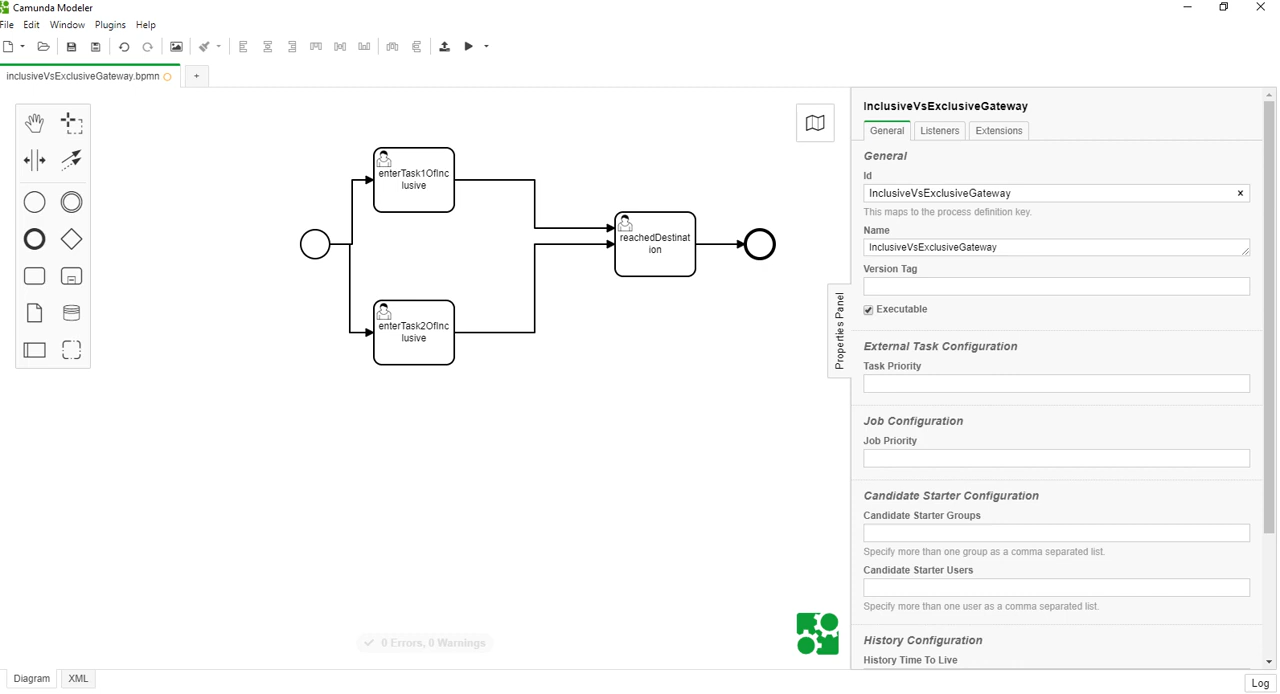 Camunda Modeler
File Edit Window Plugins Help
inclusiveVsExclusiveGateway.bpmn
+
enterTask1OfInc
lusive
enterTask2OfInc
lusive
reachedDestinat
ion
0 Errors, 0 Warnings
Properties Panel
InclusiveVsExclusiveGateway
General Listeners Extensions
General
Id
InclusiveVsExclusiveGateway
This maps to the process definition key.
Name
InclusiveVsExclusiveGateway
Version Tag
Executable
External Task Configuration
Task Priority
Job Configuration
Job Priority
Candidate Starter Configuration
Candidate Starter Groups
Specify more than one group as a comma separated list.
Candidate Starter Users
Specify more than one user as a comma separated list.
History Configuration
History Time To Live
Diagram XML
Log